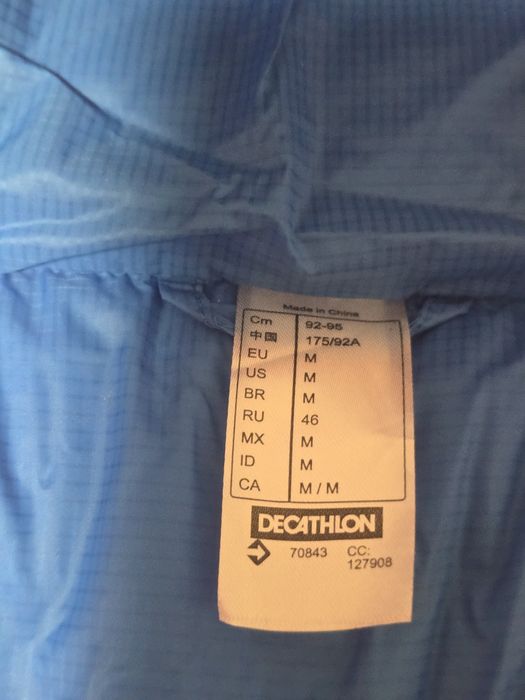 Made in China
Cm 92-95
中国 175/92A
EU M
US M
BR M
RU 46
MX M
ID M
CA M / M
DECATHLON
70843 CC:
127908